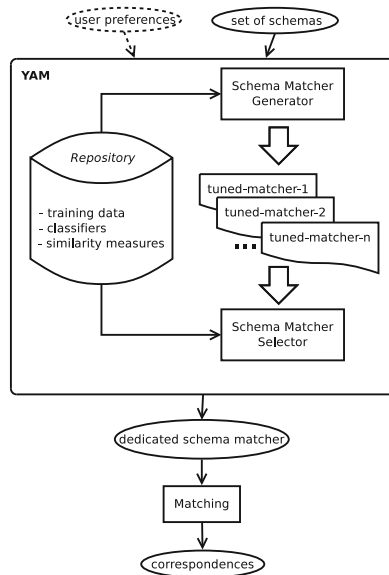 user preferences
set of schemas
YAM
Schema Matcher
Generator
Repository
- training data
- classifiers
- similarity measures
tuned-matcher-1
tuned-matcher-2
...
tuned-matcher-n
Schema Matcher
Selector
dedicated schema matcher
Matching
correspondences